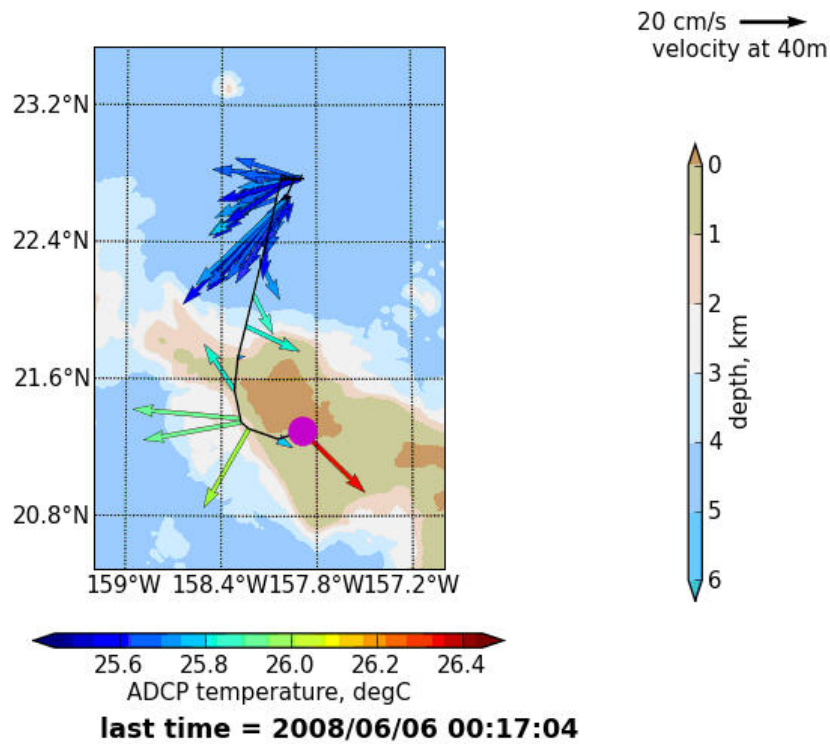 20 cm/s
velocity at 40m
23.2°N
22.4°N
21.6°N
20.8°N
159°W 158.4°W 157.8°W 157.2°W
0
1
2
3
4
5
6
depth, km
25.6 25.8 26.0 26.2 26.4
ADCP temperature, degC
last time = 2008/06/06 00:17:04